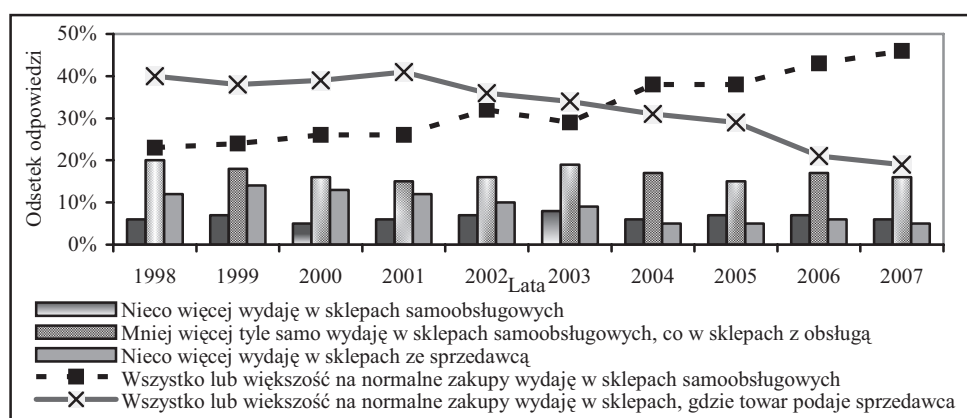 50%
40%
30%
20%
10%
0%
Odsetek odpowiedzi
1998 1999 2000 2001 2002 2003 2004 2005 2006 2007
Lata
Nieco więcej wydaję w sklepach samoobsługowych
Mniej więcej tyle samo wydaję w sklepach samoobsługowych, co w sklepach z obsługą
Nieco więcej wydaję w sklepach ze sprzedawcą
Wszystko lub większość na normalne zakupy wydaję w sklepach samoobsługowych
Wszystko lub wiekszość na normalne zakupy wydaję w sklepach, gdzie towar podaje sprzedawca